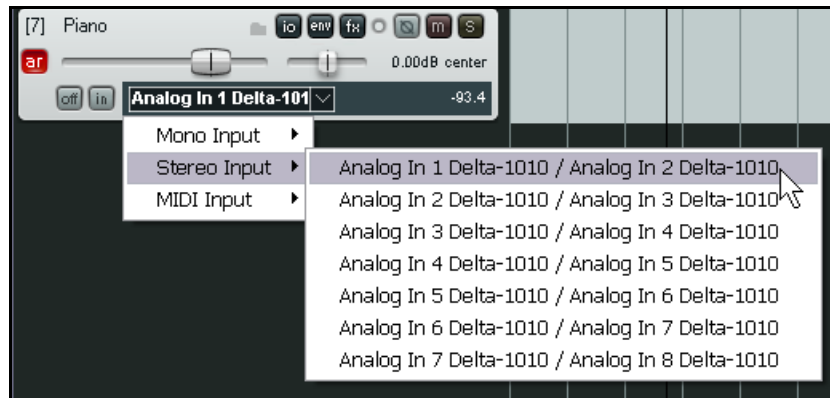 [7] Piano io env fx m s
ar 0.00dB center
off in Analog In 1 Delta-101 -93.4
Mono Input
Stereo Input
MIDI Input
Analog In 1 Delta-1010 / Analog In 2 Delta-1010
Analog In 2 Delta-1010 / Analog In 3 Delta-1010
Analog In 3 Delta-1010 / Analog In 4 Delta-1010
Analog In 4 Delta-1010 / Analog In 5 Delta-1010
Analog In 5 Delta-1010 / Analog In 6 Delta-1010
Analog In 6 Delta-1010 / Analog In 7 Delta-1010
Analog In 7 Delta-1010 / Analog In 8 Delta-1010